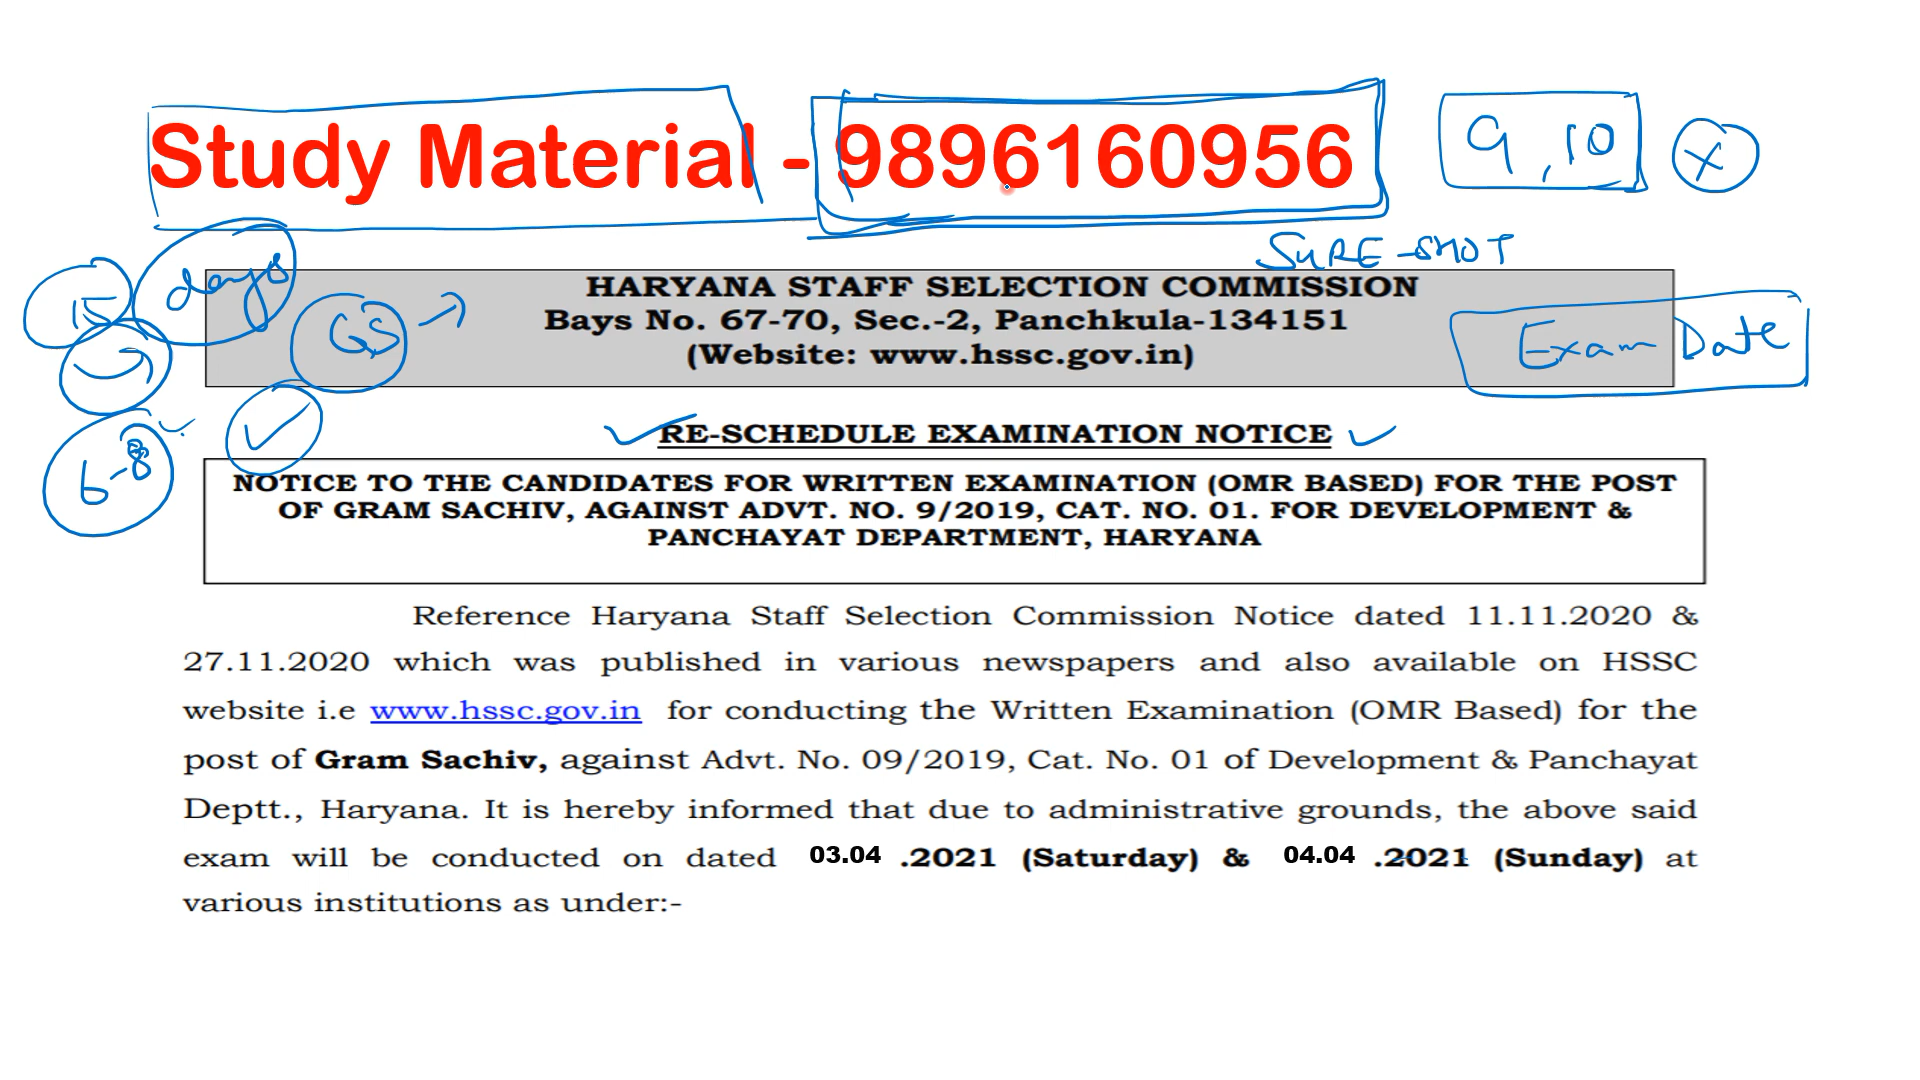 Study Material - 9896160956
9,10
X
SURE-SHOT
15 days
GS
HARYANA STAFF SELECTION COMMISSION
Bays No. 67-70, Sec.-2, Panchkula-134151
(Website: www.hssc.gov.in)
Exam Date
6-8
RE-SCHEDULE EXAMINATION NOTICE
NOTICE TO THE CANDIDATES FOR WRITTEN EXAMINATION (OMR BASED) FOR THE POST
OF GRAM SACHIV, AGAINST ADVT. NO. 9/2019, CAT. NO. 01. FOR DEVELOPMENT &
PANCHAYAT DEPARTMENT, HARYANA
Reference Haryana Staff Selection Commission Notice dated 11.11.2020 &
27.11.2020 which was published in various newspapers and also available on HSSC
website i.e www.hssc.gov.in for conducting the Written Examination (OMR Based) for the
post of Gram Sachiv, against Advt. No. 09/2019, Cat. No. 01 of Development & Panchayat
Deptt., Haryana. It is hereby informed that due to administrative grounds, the above said
exam will be conducted on dated 03.04 .2021 (Saturday) & 04.04 .2021 (Sunday) at
various institutions as under:-